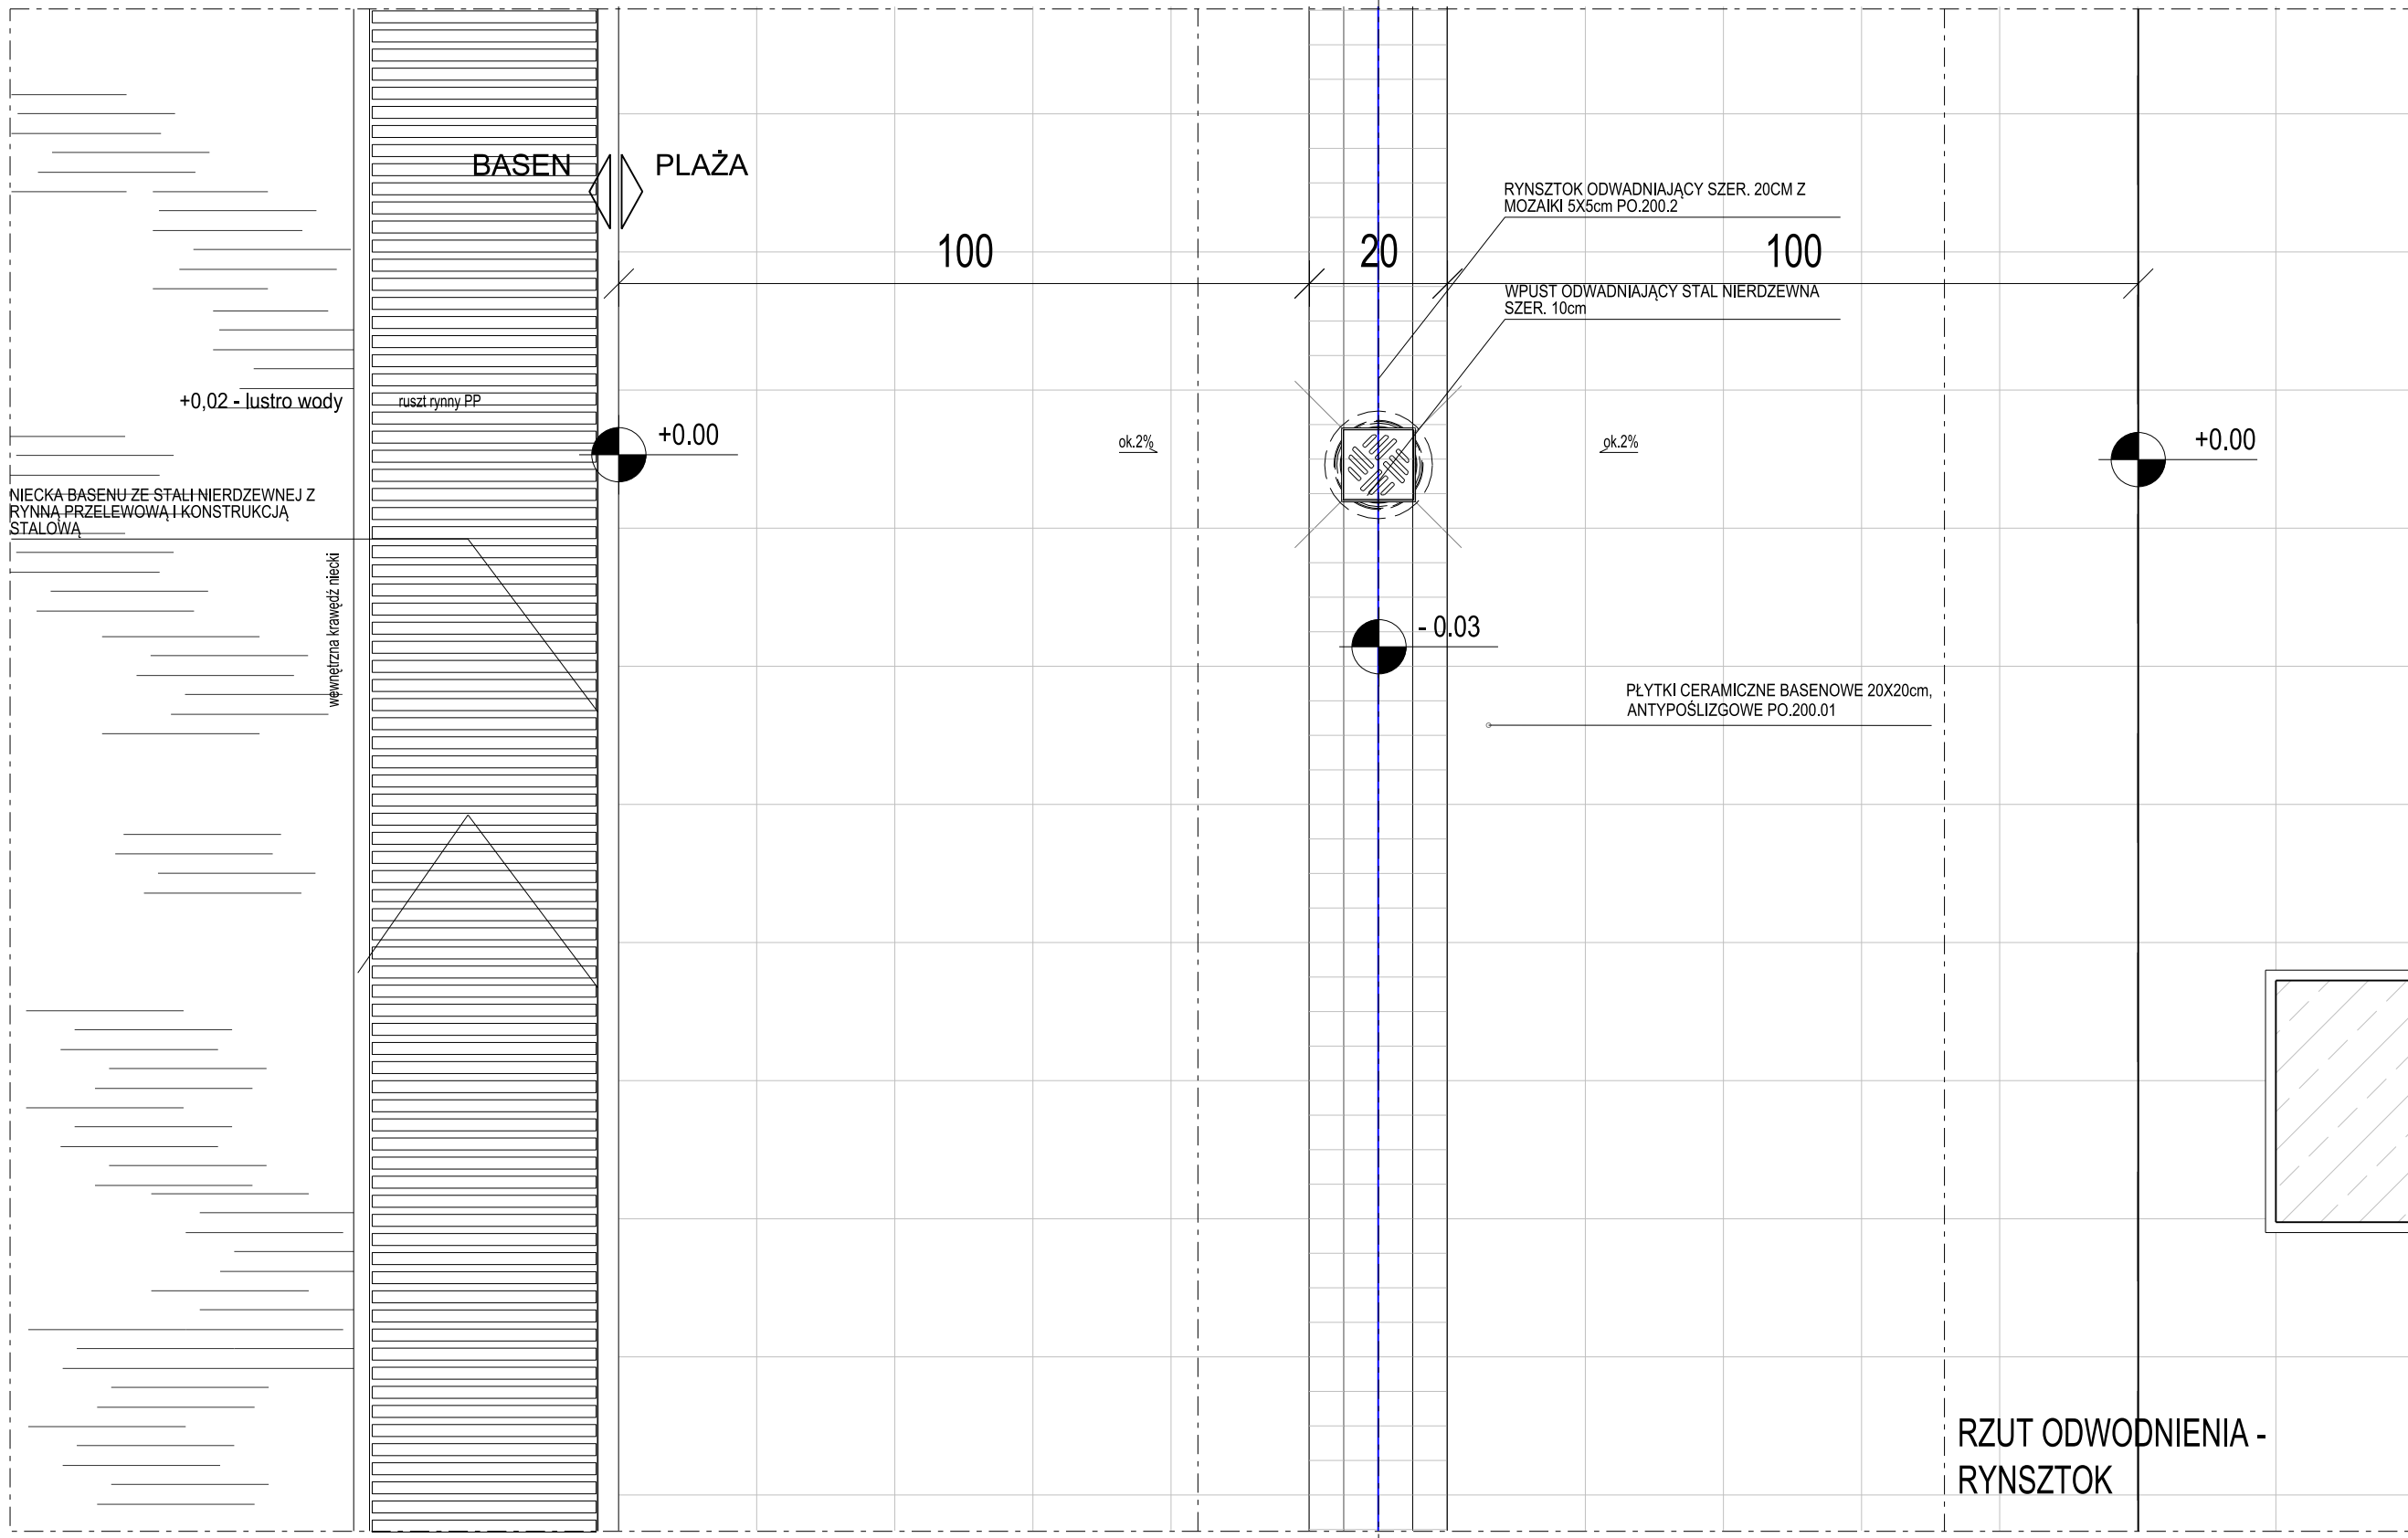 BASEN
PLAŻA
RYNSZTOK ODWADNIAJĄCY SZER. 20CM Z
MOZAIKI 5X5cm PO.200.2
100
20
100
WPUST ODWADNIAJĄCY STAL NIERDZEWNA
SZER. 10cm
+0,02 - lustro wody
ruszt rynny PP
+0.00
ok.2%
ok.2%
+0.00
NIECKA BASENU ZE STALI NIERDZEWNEJ Z
RYNNĄ PRZELEWOWĄ I KONSTRUKCJĄ
STALOWĄ
wewnętrzna krawędź niecki
- 0.03
PŁYTKI CERAMICZNE BASENOWE 20X20cm,
ANTYPOŚLIZGOWE PO.200.01
RZUT ODWODNIENIA -
RYNSZTOK